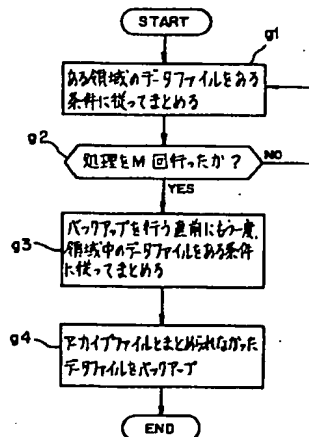 START
g1
ある領域のデータファイルをある
条件に従ってまとめる
g2
処理をM回行ったか?
NO
YES
g3
バックアップを行う直前にもう一度、
領域中のデータファイルをある条件
に従ってまとめる
g4
アーカイブファイルとまとめられなかった
データファイルをバックアップ
END